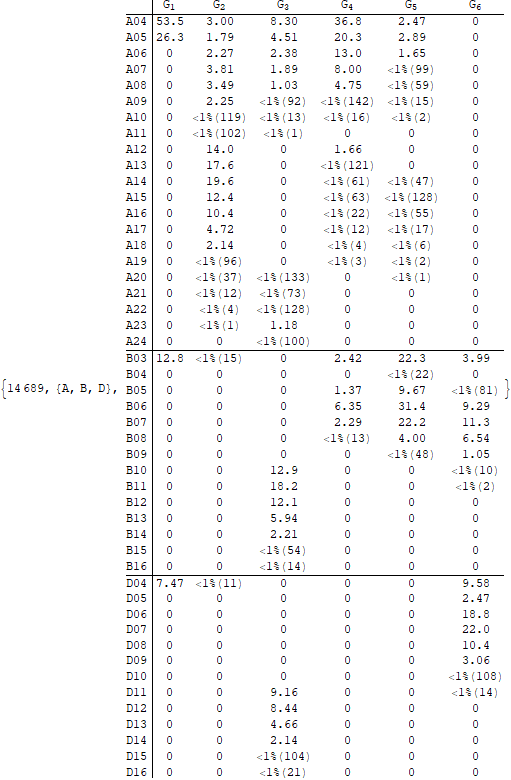 G1 G2 G3 G4 G5 G6
A04 53.5 3.00 8.30 36.8 2.47 0
A05 26.3 1.79 4.51 20.3 2.89 0
A06 0 2.27 2.38 13.0 1.65 0
A07 0 3.81 1.89 8.00 <1%(99) 0
A08 0 3.49 1.03 4.75 <1%(59) 0
A09 0 2.25 <1%(92) <1%(142) <1%(15) 0
A10 0 <1%(119) <1%(13) <1%(16) <1%(2) 0
A11 0 <1%(102) <1%(1) 0 0 0
A12 0 14.0 0 1.66 0 0
A13 0 17.6 0 <1%(121) 0 0
A14 0 19.6 0 <1%(61) <1%(47) 0
A15 0 12.4 0 <1%(63) <1%(128) 0
A16 0 10.4 0 <1%(22) <1%(55) 0
A17 0 4.72 0 <1%(12) <1%(17) 0
A18 0 2.14 0 <1%(4) <1%(6) 0
A19 0 <1%(96) 0 <1%(3) <1%(2) 0
A20 0 <1%(37) <1%(133) 0 <1%(1) 0
A21 0 <1%(12) <1%(73) 0 0 0
A22 0 <1%(4) <1%(128) 0 0 0
A23 0 <1%(1) 1.18 0 0 0
A24 0 0 <1%(100) 0 0 0
B03 12.8 <1%(15) 0 2.42 22.3 3.99
B04 0 0 0 0 <1%(22) 0
{14689, {A, B, D}, B05 0 0 0 1.37 9.67 <1%(81) }
B06 0 0 0 6.35 31.4 9.29
B07 0 0 0 2.29 22.2 11.3
B08 0 0 0 <1%(13) 4.00 6.54
B09 0 0 0 0 <1%(48) 1.05
B10 0 0 12.9 0 0 <1%(10)
B11 0 0 18.2 0 0 <1%(2)
B12 0 0 12.1 0 0 0
B13 0 0 5.94 0 0 0
B14 0 0 2.21 0 0 0
B15 0 0 <1%(54) 0 0 0
B16 0 0 <1%(14) 0 0 0
D04 7.47 <1%(11) 0 0 0 9.58
D05 0 0 0 0 0 2.47
D06 0 0 0 0 0 18.8
D07 0 0 0 0 0 22.0
D08 0 0 0 0 0 10.4
D09 0 0 0 0 0 3.06
D10 0 0 0 0 0 <1%(108)
D11 0 0 9.16 0 0 <1%(14)
D12 0 0 8.44 0 0 0
D13 0 0 4.66 0 0 0
D14 0 0 2.14 0 0 0
D15 0 0 <1%(104) 0 0 0
D16 0 0 <1%(21) 0 0 0